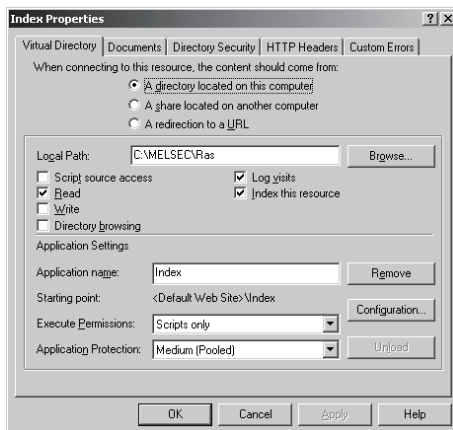 Index Properties
Virtual Directory Documents Directory Security HTTP Headers Custom Errors
When connecting to this resource, the content should come from:
A directory located on this computer
A share located on another computer
A redirection to a URL
Local Path: C:\MELSEC\Ras Browse...
Script source access Log visits
Read Index this resource
Write
Directory browsing
Application Settings
Application name: Index Remove
Starting point: <Default Web Site>\Index
Configuration...
Execute Permissions: Scripts only
Application Protection: Medium (Pooled) Unload
OK Cancel Apply Help